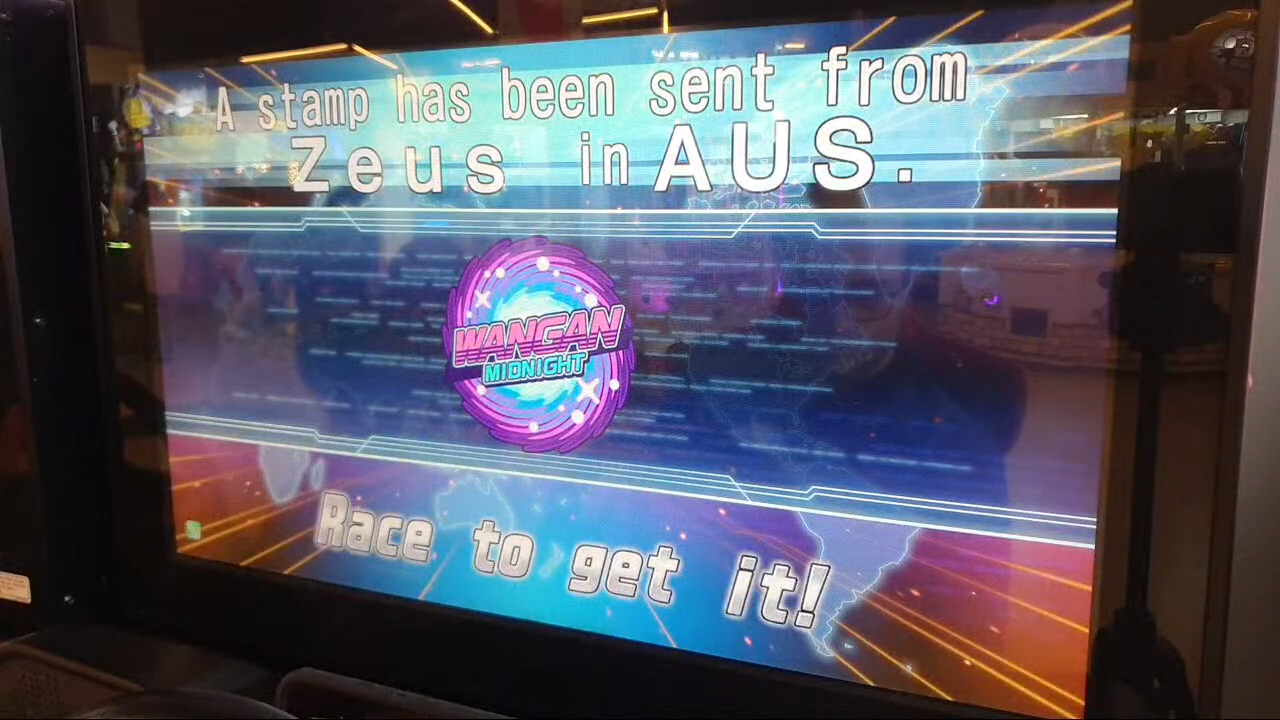 A stamp has been sent from
Zeus in AUS.
WANGAN
MIDNIGHT
Race to get it!